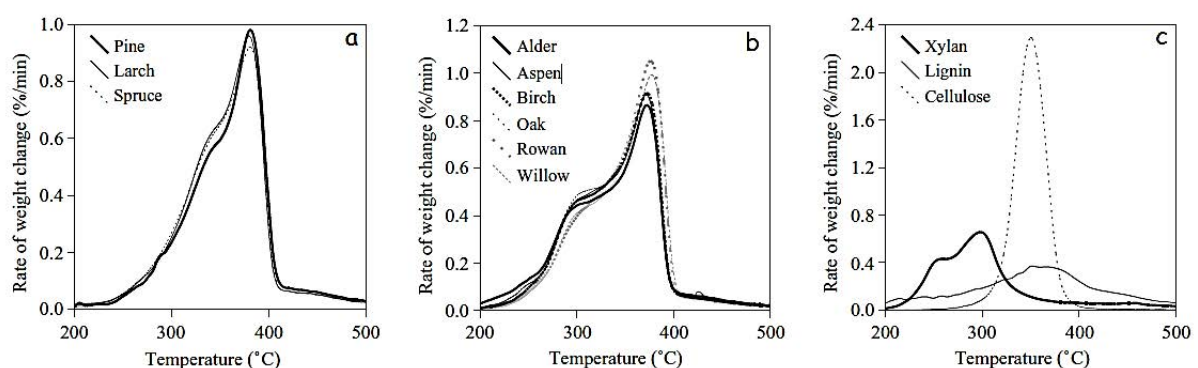 Rate of weight change (%/min)
1.0
0.8
0.6
0.4
0.2
0.0
a
Pine
Larch
Spruce
200
300
400
500
Temperature (˚C)
Rate of weight change (%/min)
1.2
1.0
0.8
0.6
0.4
0.2
0.0
b
Alder
Aspen
Birch
Oak
Rowan
Willow
200
300
400
500
Temperature (˚C)
Rate of weight change (%/min)
2.4
2.0
1.6
1.2
0.8
0.4
0.0
c
Xylan
Lignin
Cellulose
200
300
400
500
Temperature (˚C)